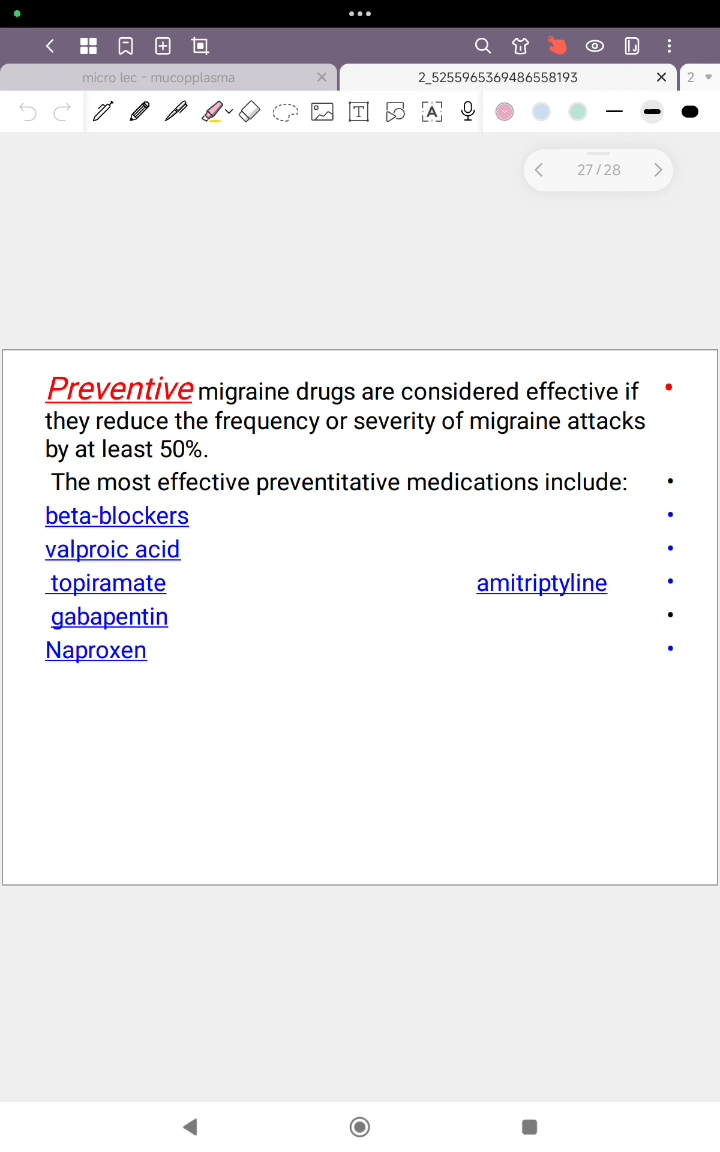 micro lec - mucopplasma
2_5255965369486558193
2
27/28
Preventive migraine drugs are considered effective if
they reduce the frequency or severity of migraine attacks
by at least 50%.
The most effective preventitative medications include:
beta-blockers
valproic acid
topiramate amitriptyline
gabapentin
Naproxen